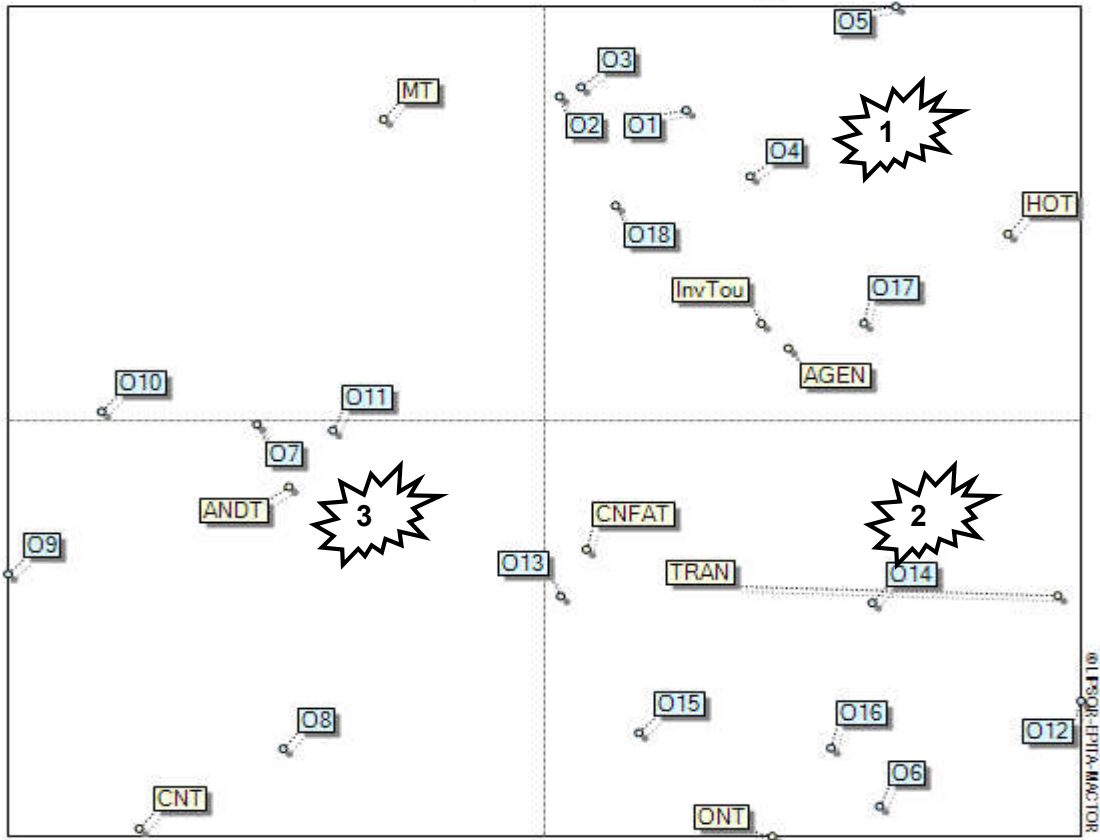 O5
O3
MT
O2
O1
1
O4
HOT
O18
InvTou
O17
AGEN
O10
O11
O7
ANDT
3
CNFAT
2
O9
O13
TRAN
O14
O15
O16
O12
O8
O6
CNT
ONT
© LIPSOR-EPITA-MACTOR